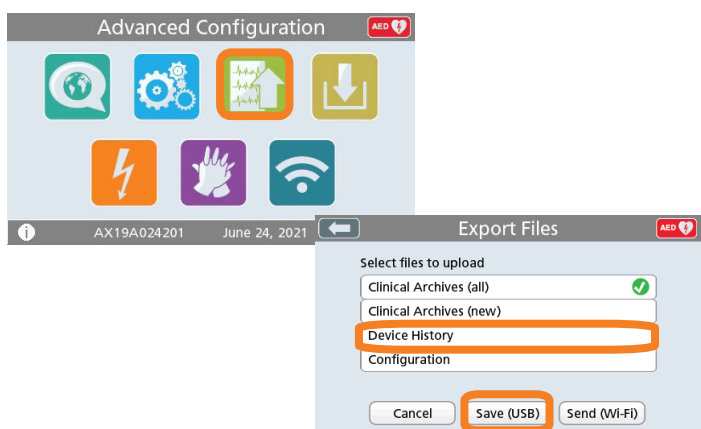 Advanced Configuration
AED
AX19A024201 June 24, 2021
Export Files
AED
Select files to upload
Clinical Archives (all)
Clinical Archives (new)
Device History
Configuration
Cancel Save (USB) Send (Wi-Fi)